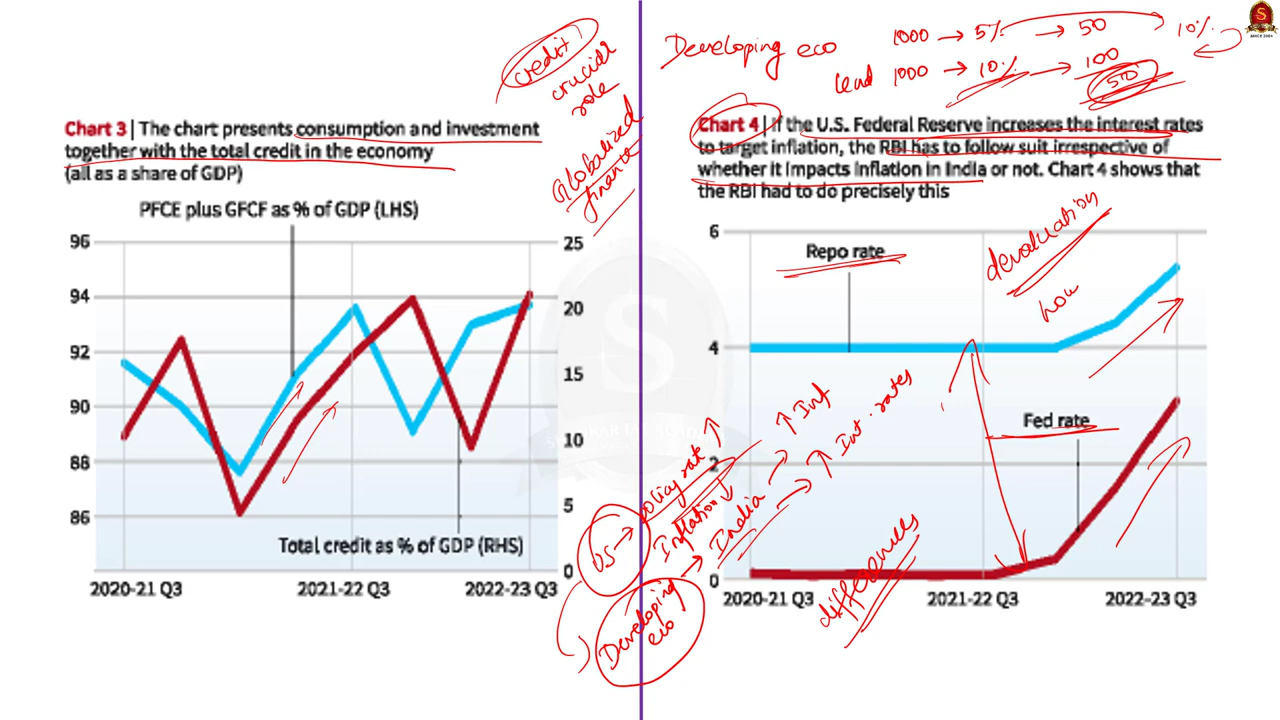 Chart 3 | The chart presents consumption and investment
together with the total credit in the economy
(all as a share of GDP)
PFCE plus GFCF as % of GDP (LHS)
96
94
92
90
88
86
25
20
15
10
5
0
Total credit as % of GDP (RHS)
2020-21 Q3
2021-22 Q3
2022-23 Q3
credit
crucial
role
Globalized
finance
Developing eco
1000 → 5% → 50
10%
lend 1000 → 10% → 100
50
Chart 4 | If the U.S. Federal Reserve increases the interest rates
to target inflation, the RBI has to follow suit irrespective of
whether it impacts inflation in India or not. Chart 4 shows that
the RBI had to do precisely this
6
4
2
0
Repo rate
Fed rate
2020-21 Q3
2021-22 Q3
2022-23 Q3
devaluation
how
US → policy rate ↑
Inflation ↓
India → ↑ Inf
→ ↑ Int. rates
Developing
eco
differences
S
SINCE 2004